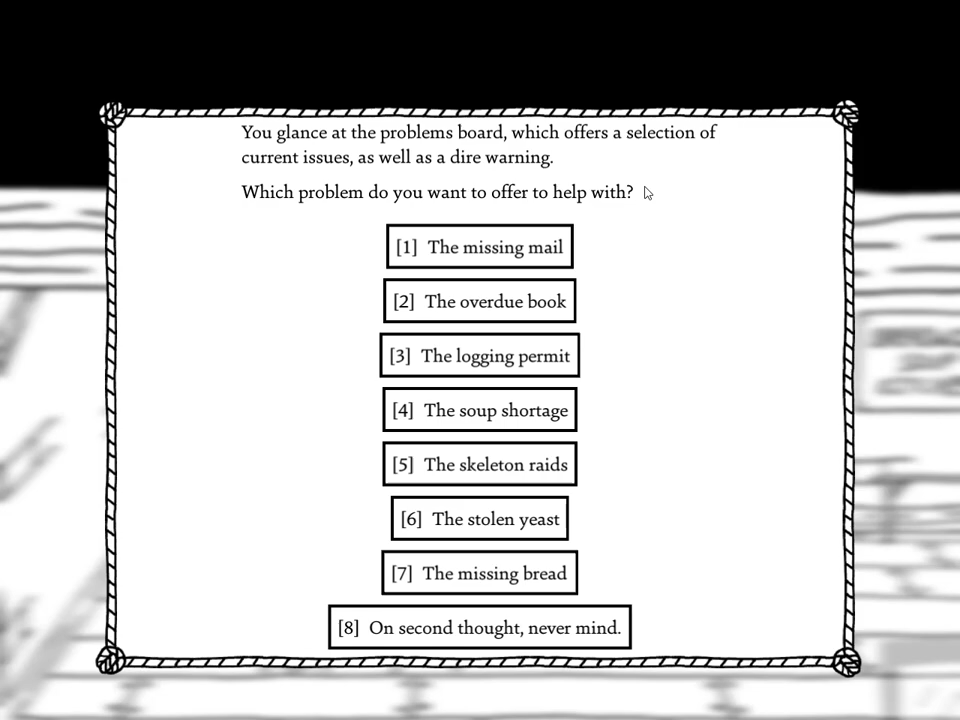 You glance at the problems board, which offers a selection of
current issues, as well as a dire warning.
Which problem do you want to offer to help with?
[1] The missing mail
[2] The overdue book
[3] The logging permit
[4] The soup shortage
[5] The skeleton raids
[6] The stolen yeast
[7] The missing bread
[8] On second thought, never mind.